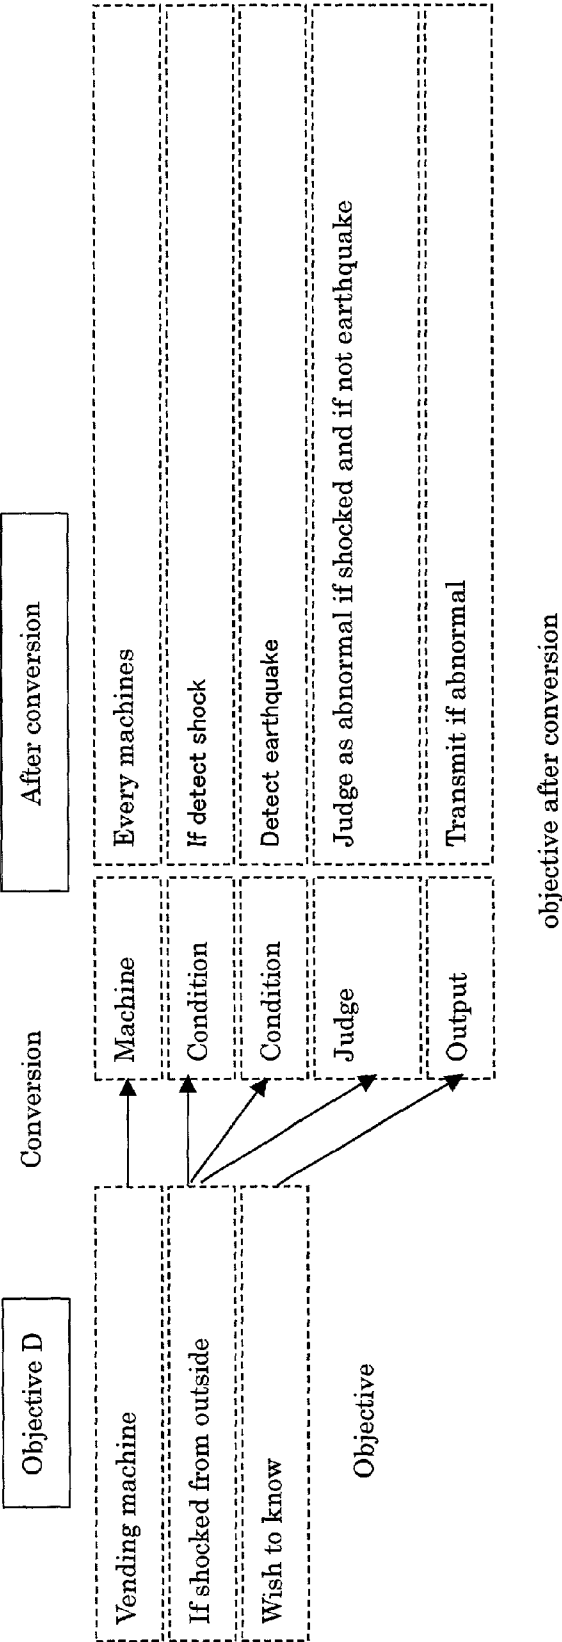 Objective D
Conversion
After conversion
Vending machine
Machine
Every machines
If shocked from outside
Condition
If detect shock
Wish to know
Condition
Detect earthquake
Judge
Judge as abnormal if shocked and if not earthquake
Output
Transmit if abnormal
Objective
objective after conversion